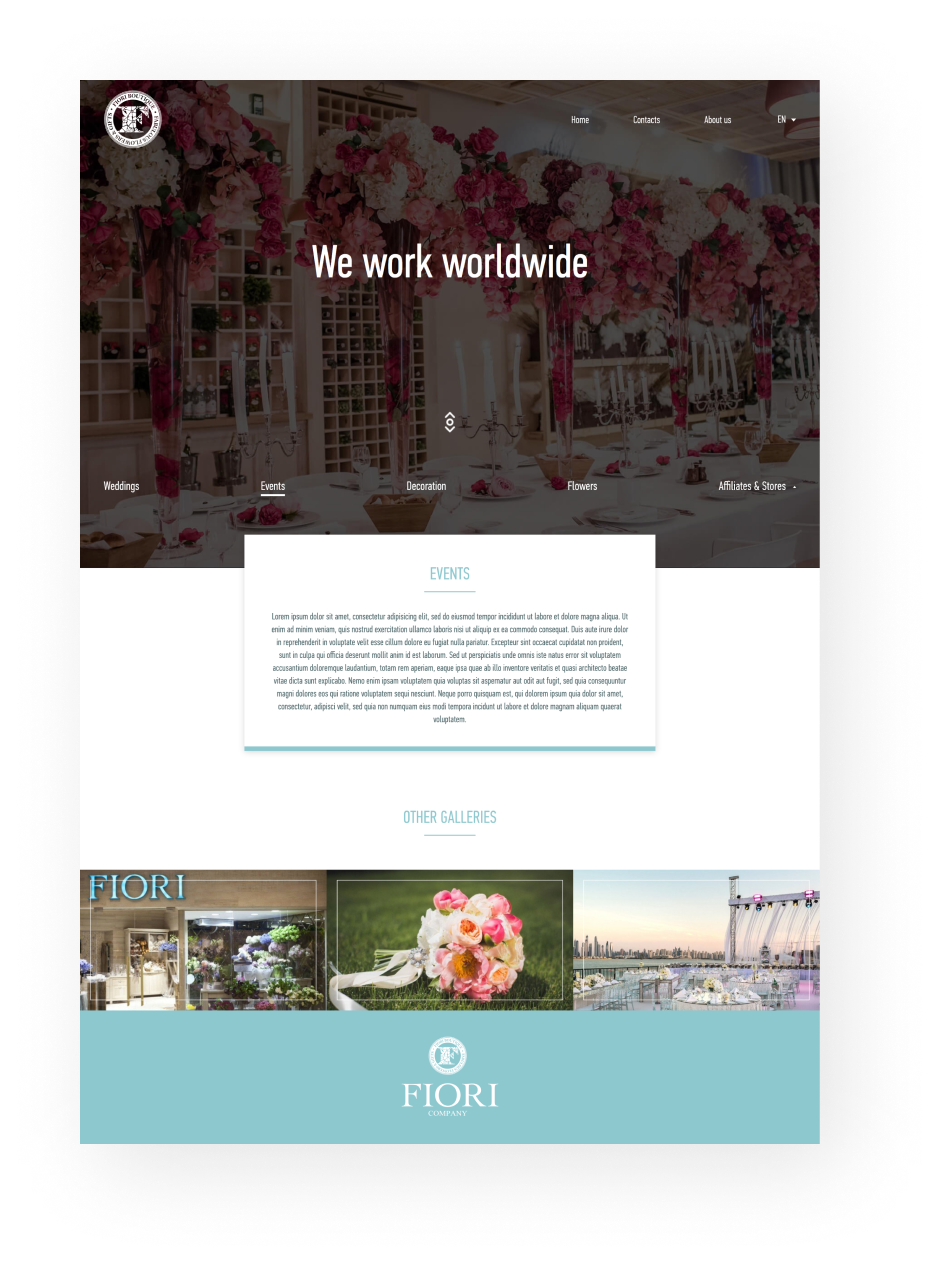 FIORI BOUTIQUE
Home
Contacts
About us
EN
We work worldwide
Weddings
Events
Decoration
Flowers
Affiliates & Stores
EVENTS
Lorem ipsum dolor sit amet, consectetur adipisicing elit, sed do eiusmod tempor incididunt ut labore et dolore magna aliqua. Ut
enim ad minim veniam, quis nostrud exercitation ullamco laboris nisi ut aliquip ex ea commodo consequat. Duis aute irure dolor
in reprehenderit in voluptate velit esse cillum dolore eu fugiat nulla pariatur. Excepteur sint occaecat cupidatat non proident,
sunt in culpa qui officia deserunt mollit anim id est laborum. Sed ut perspiciatis unde omnis iste natus error sit voluptatem
accusantium doloremque laudantium, totam rem aperiam, eaque ipsa quae ab illo inventore veritatis et quasi architecto beatae
vitae dicta sunt explicabo. Nemo enim ipsam voluptatem quia voluptas sit aspernatur aut odit aut fugit, sed quia consequuntur
magni dolores eos qui ratione voluptatem sequi nesciunt. Neque porro quisquam est, qui dolorem ipsum quia dolor sit amet,
consectetur, adipisci velit, sed quia non numquam eius modi tempora incidunt ut labore et dolore magnam aliquam quaerat
voluptatem.
OTHER GALLERIES
FIORI
F
FIORI
COMPANY